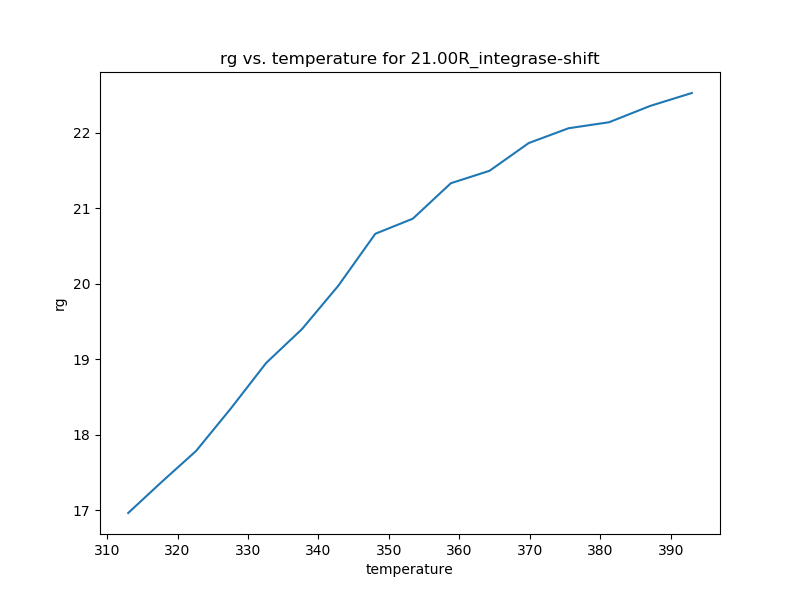 rg vs. temperature for 21.00R_integrase-shift
22
21
20
19
18
17
rg
310 320 330 340 350 360 370 380 390
temperature